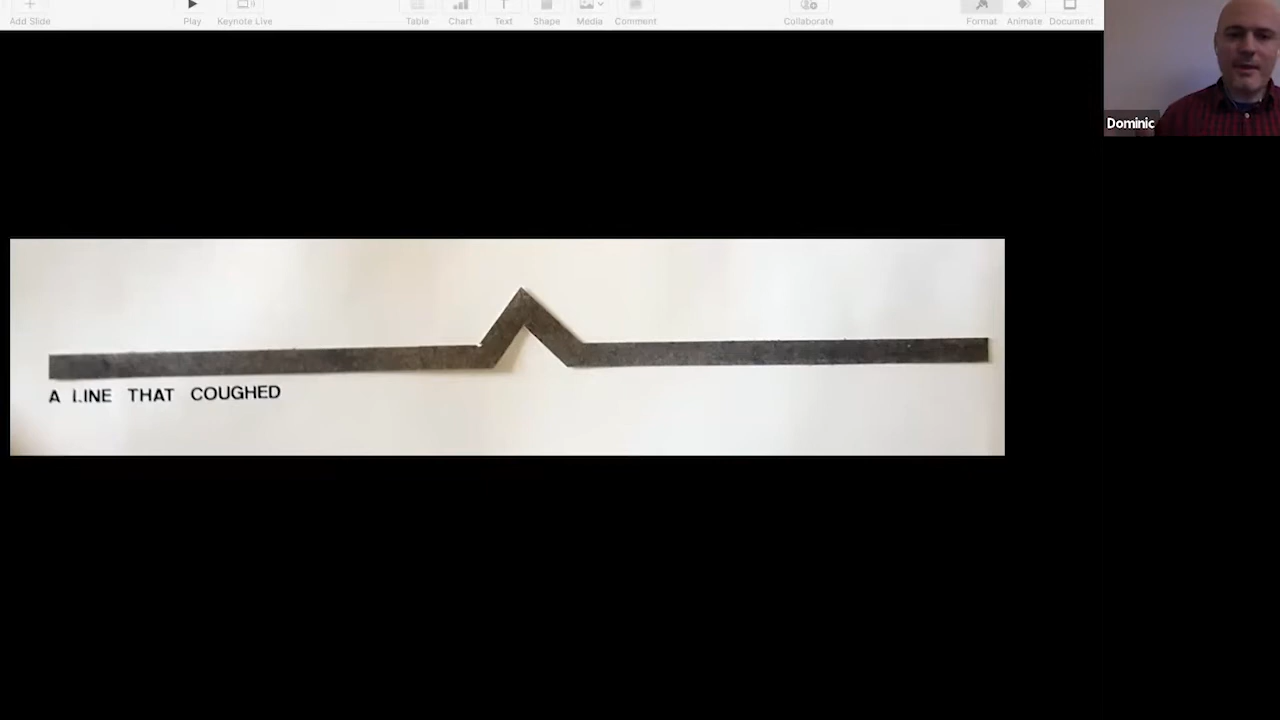 Add Slide
Play
Keynote Live
Table
Chart
Text
Shape
Media
Comment
Collaborate
Format
Animate
Document
Dominic
A LINE THAT COUGHED